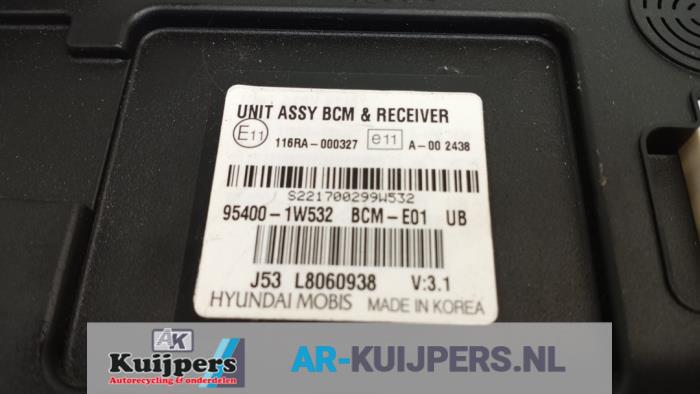 UNIT ASSY BCM & RECEIVER
E11 116RA-000327 e11 A-00 2438
S221700299W532
95400-1W532 BCM-E01 UB
J53 L8060938 V:3.1
HYUNDAI MOBIS MADE IN KOREA
AK
Kuijpers
Autorecycling & onderdelen
AR-KUIJPERS.NL